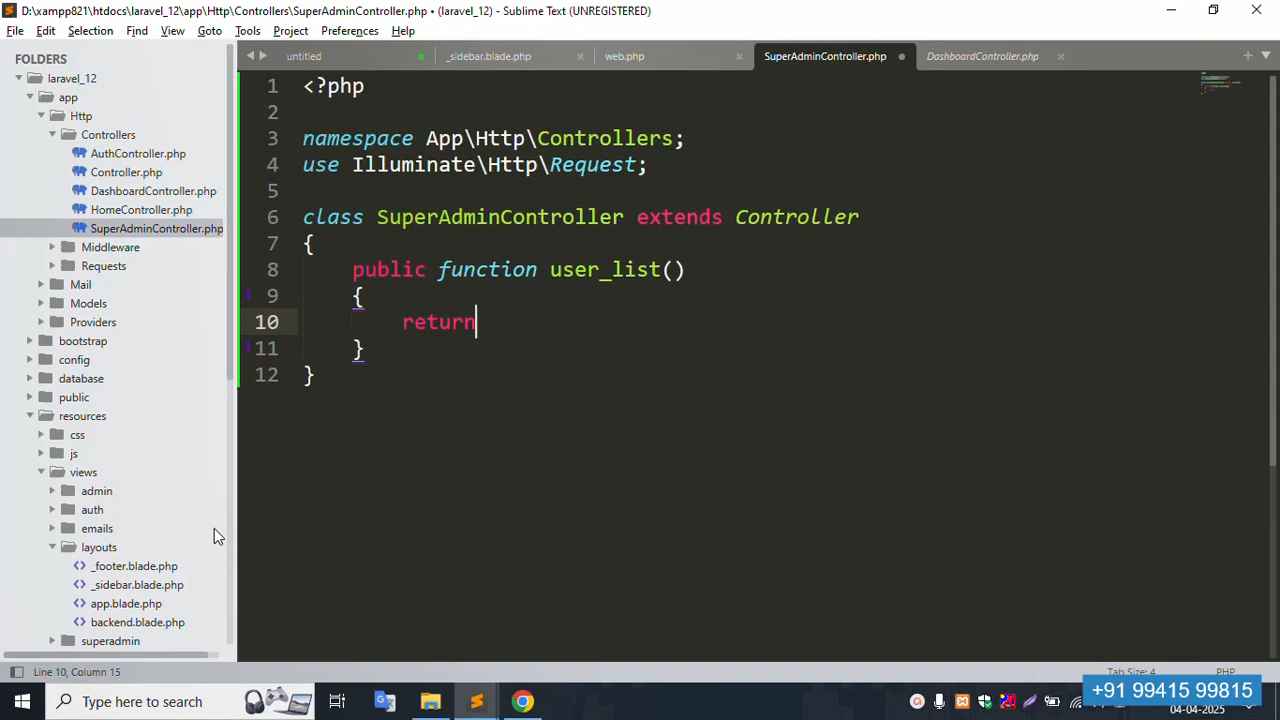 D:\xampp821\htdocs\laravel_12\app\Http\Controllers\SuperAdminController.php • (laravel_12) - Sublime Text (UNREGISTERED)
File Edit Selection Find View Goto Tools Project Preferences Help
FOLDERS
laravel_12
app
Http
Controllers
AuthController.php
Controller.php
DashboardController.php
HomeController.php
SuperAdminController.php
Middleware
Requests
Mail
Models
Providers
bootstrap
config
database
public
resources
css
js
views
admin
auth
emails
layouts
_footer.blade.php
_sidebar.blade.php
app.blade.php
backend.blade.php
superadmin
untitled _sidebar.blade.php web.php SuperAdminController.php DashboardController.php
1 <?php
2
3 namespace App\Http\Controllers;
4 use Illuminate\Http\Request;
5
6 class SuperAdminController extends Controller
7 {
8 public function user_list()
9 {
10 return
11 }
12 }
Line 10, Column 15
Tab Size: 4 PHP
Type here to search
+91 99415 99815
04-04-2025